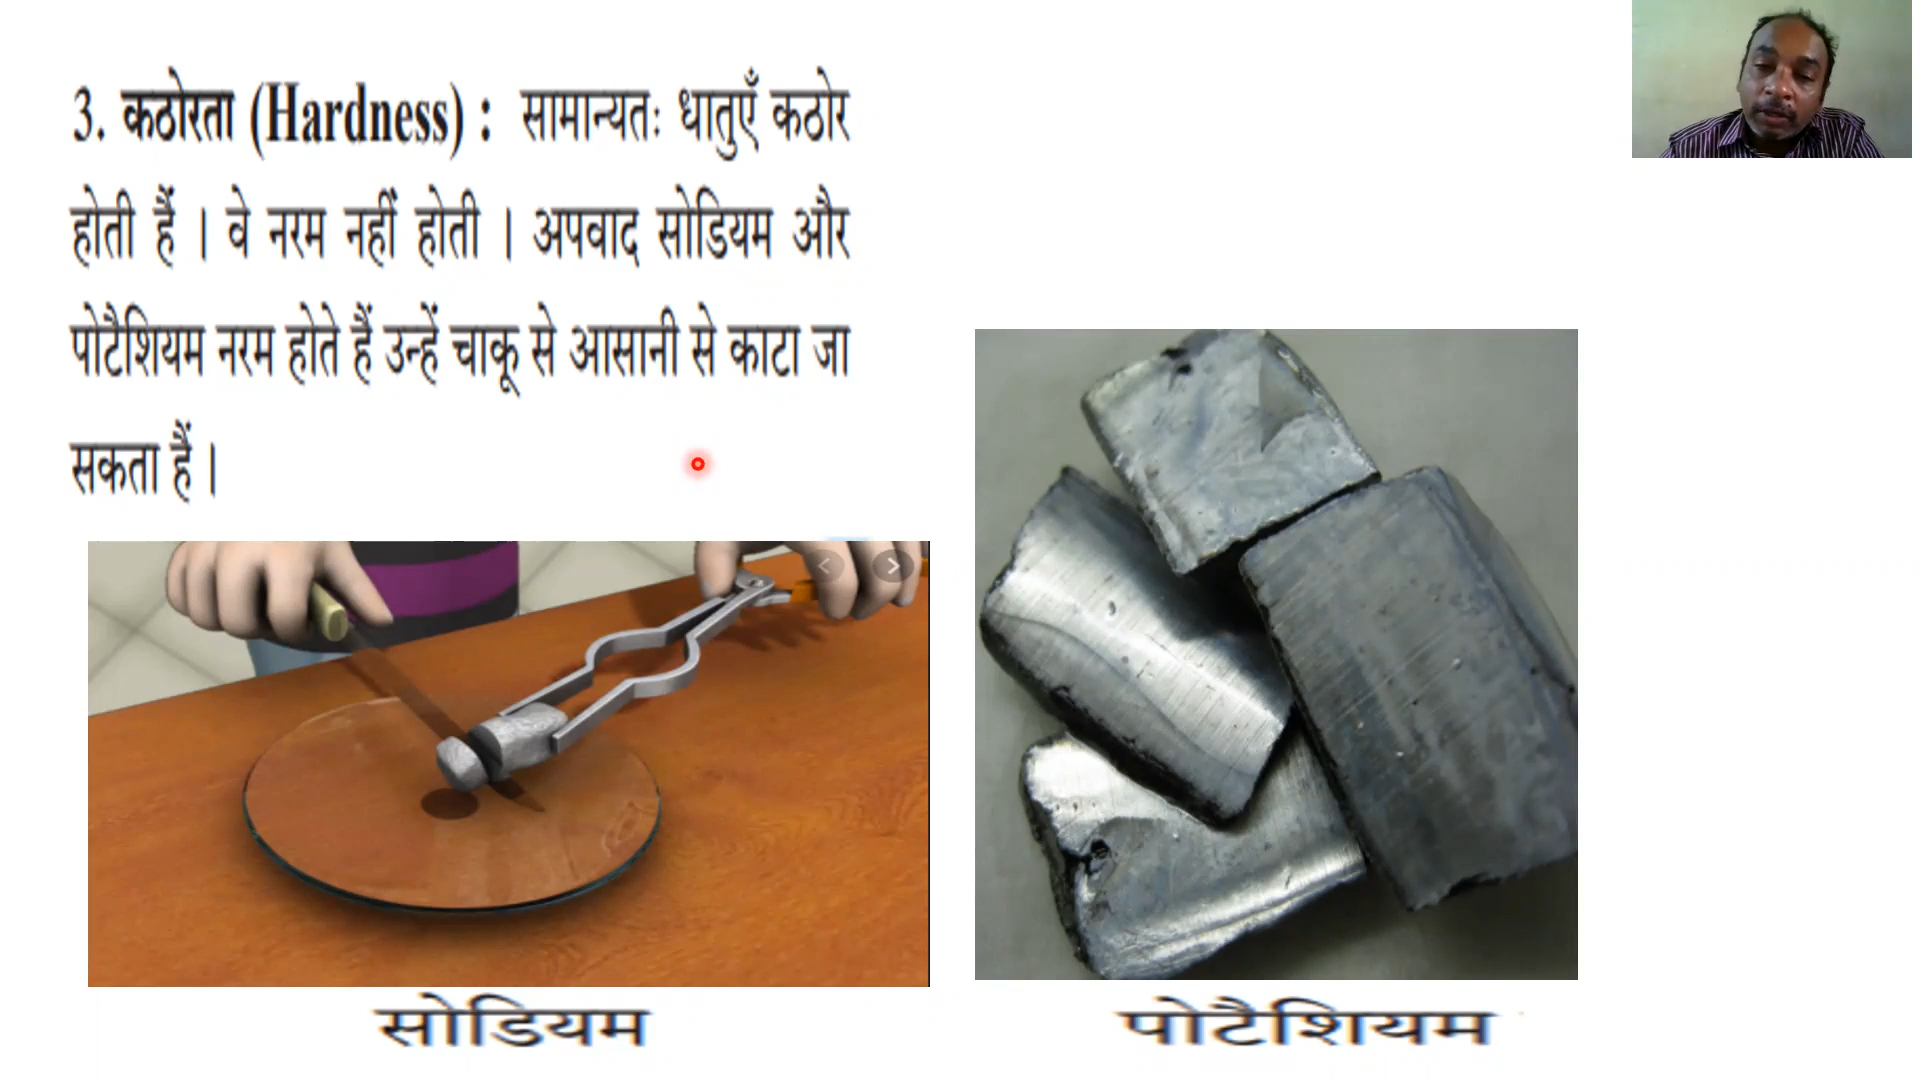 3. कठोरता (Hardness) : सामान्यतः धातुएँ कठोर
होती हैं । वे नरम नहीं होती । अपवाद सोडियम और
पोटैशियम नरम होते हैं उन्हें चाकू से आसानी से काटा जा
सकता हैं ।
सोडियम
पोटैशियम